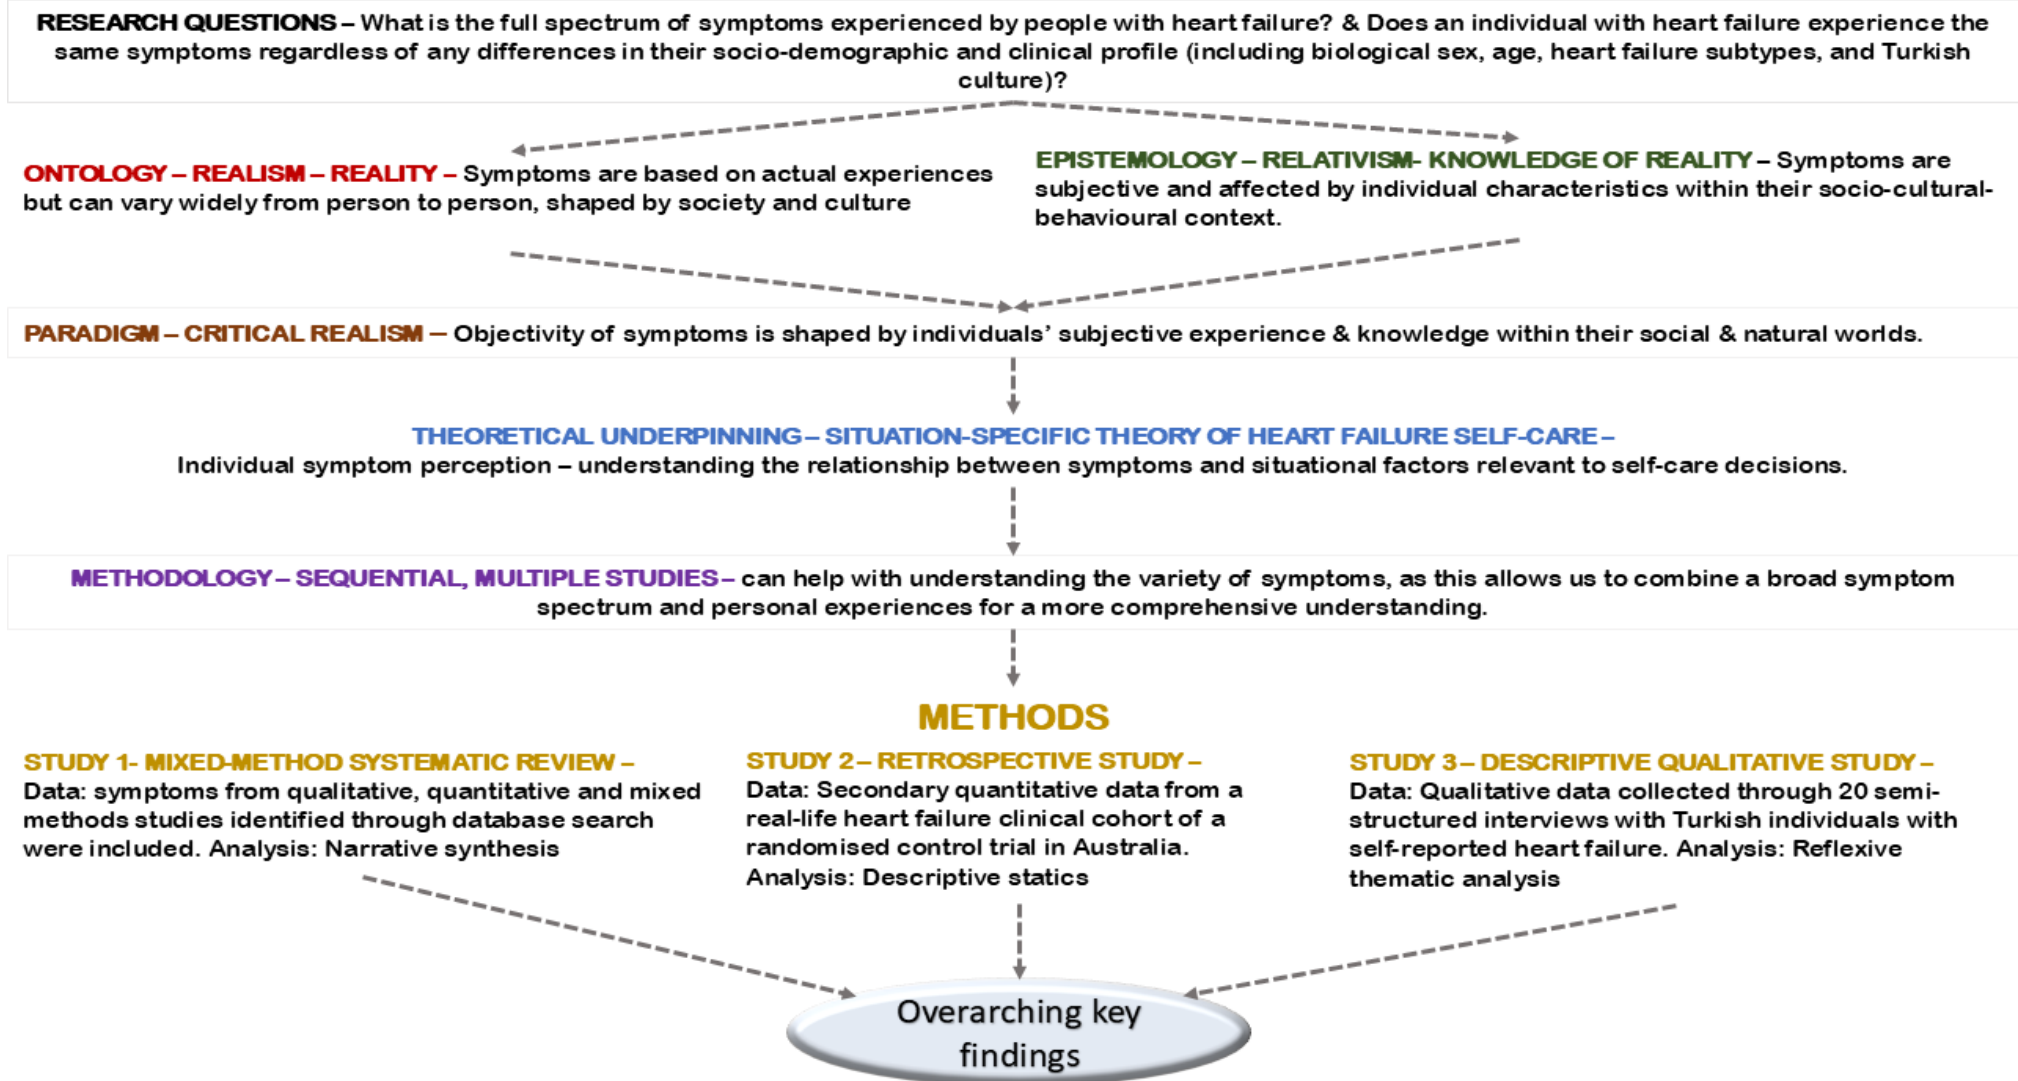 RESEARCH QUESTIONS – What is the full spectrum of symptoms experienced by people with heart failure? & Does an individual with heart failure experience the
same symptoms regardless of any differences in their socio-demographic and clinical profile (including biological sex, age, heart failure subtypes, and Turkish
culture)?
ONTOLOGY – REALISM – REALITY – Symptoms are based on actual experiences
but can vary widely from person to person, shaped by society and culture
EPISTEMOLOGY – RELATIVISM- KNOWLEDGE OF REALITY – Symptoms are
subjective and affected by individual characteristics within their socio-cultural-
behavioural context.
PARADIGM – CRITICAL REALISM – Objectivity of symptoms is shaped by individuals’ subjective experience & knowledge within their social & natural worlds.
THEORETICAL UNDERPINNING – SITUATION-SPECIFIC THEORY OF HEART FAILURE SELF-CARE –
Individual symptom perception – understanding the relationship between symptoms and situational factors relevant to self-care decisions.
METHODOLOGY – SEQUENTIAL, MULTIPLE STUDIES – can help with understanding the variety of symptoms, as this allows us to combine a broad symptom
spectrum and personal experiences for a more comprehensive understanding.
METHODS
STUDY 1- MIXED-METHOD SYSTEMATIC REVIEW –
Data: symptoms from qualitative, quantitative and mixed
methods studies identified through database search
were included. Analysis: Narrative synthesis
STUDY 2 – RETROSPECTIVE STUDY –
Data: Secondary quantitative data from a
real-life heart failure clinical cohort of a
randomised control trial in Australia.
Analysis: Descriptive statics
STUDY 3 – DESCRIPTIVE QUALITATIVE STUDY –
Data: Qualitative data collected through 20 semi-
structured interviews with Turkish individuals with
self-reported heart failure. Analysis: Reflexive
thematic analysis
Overarching key
findings